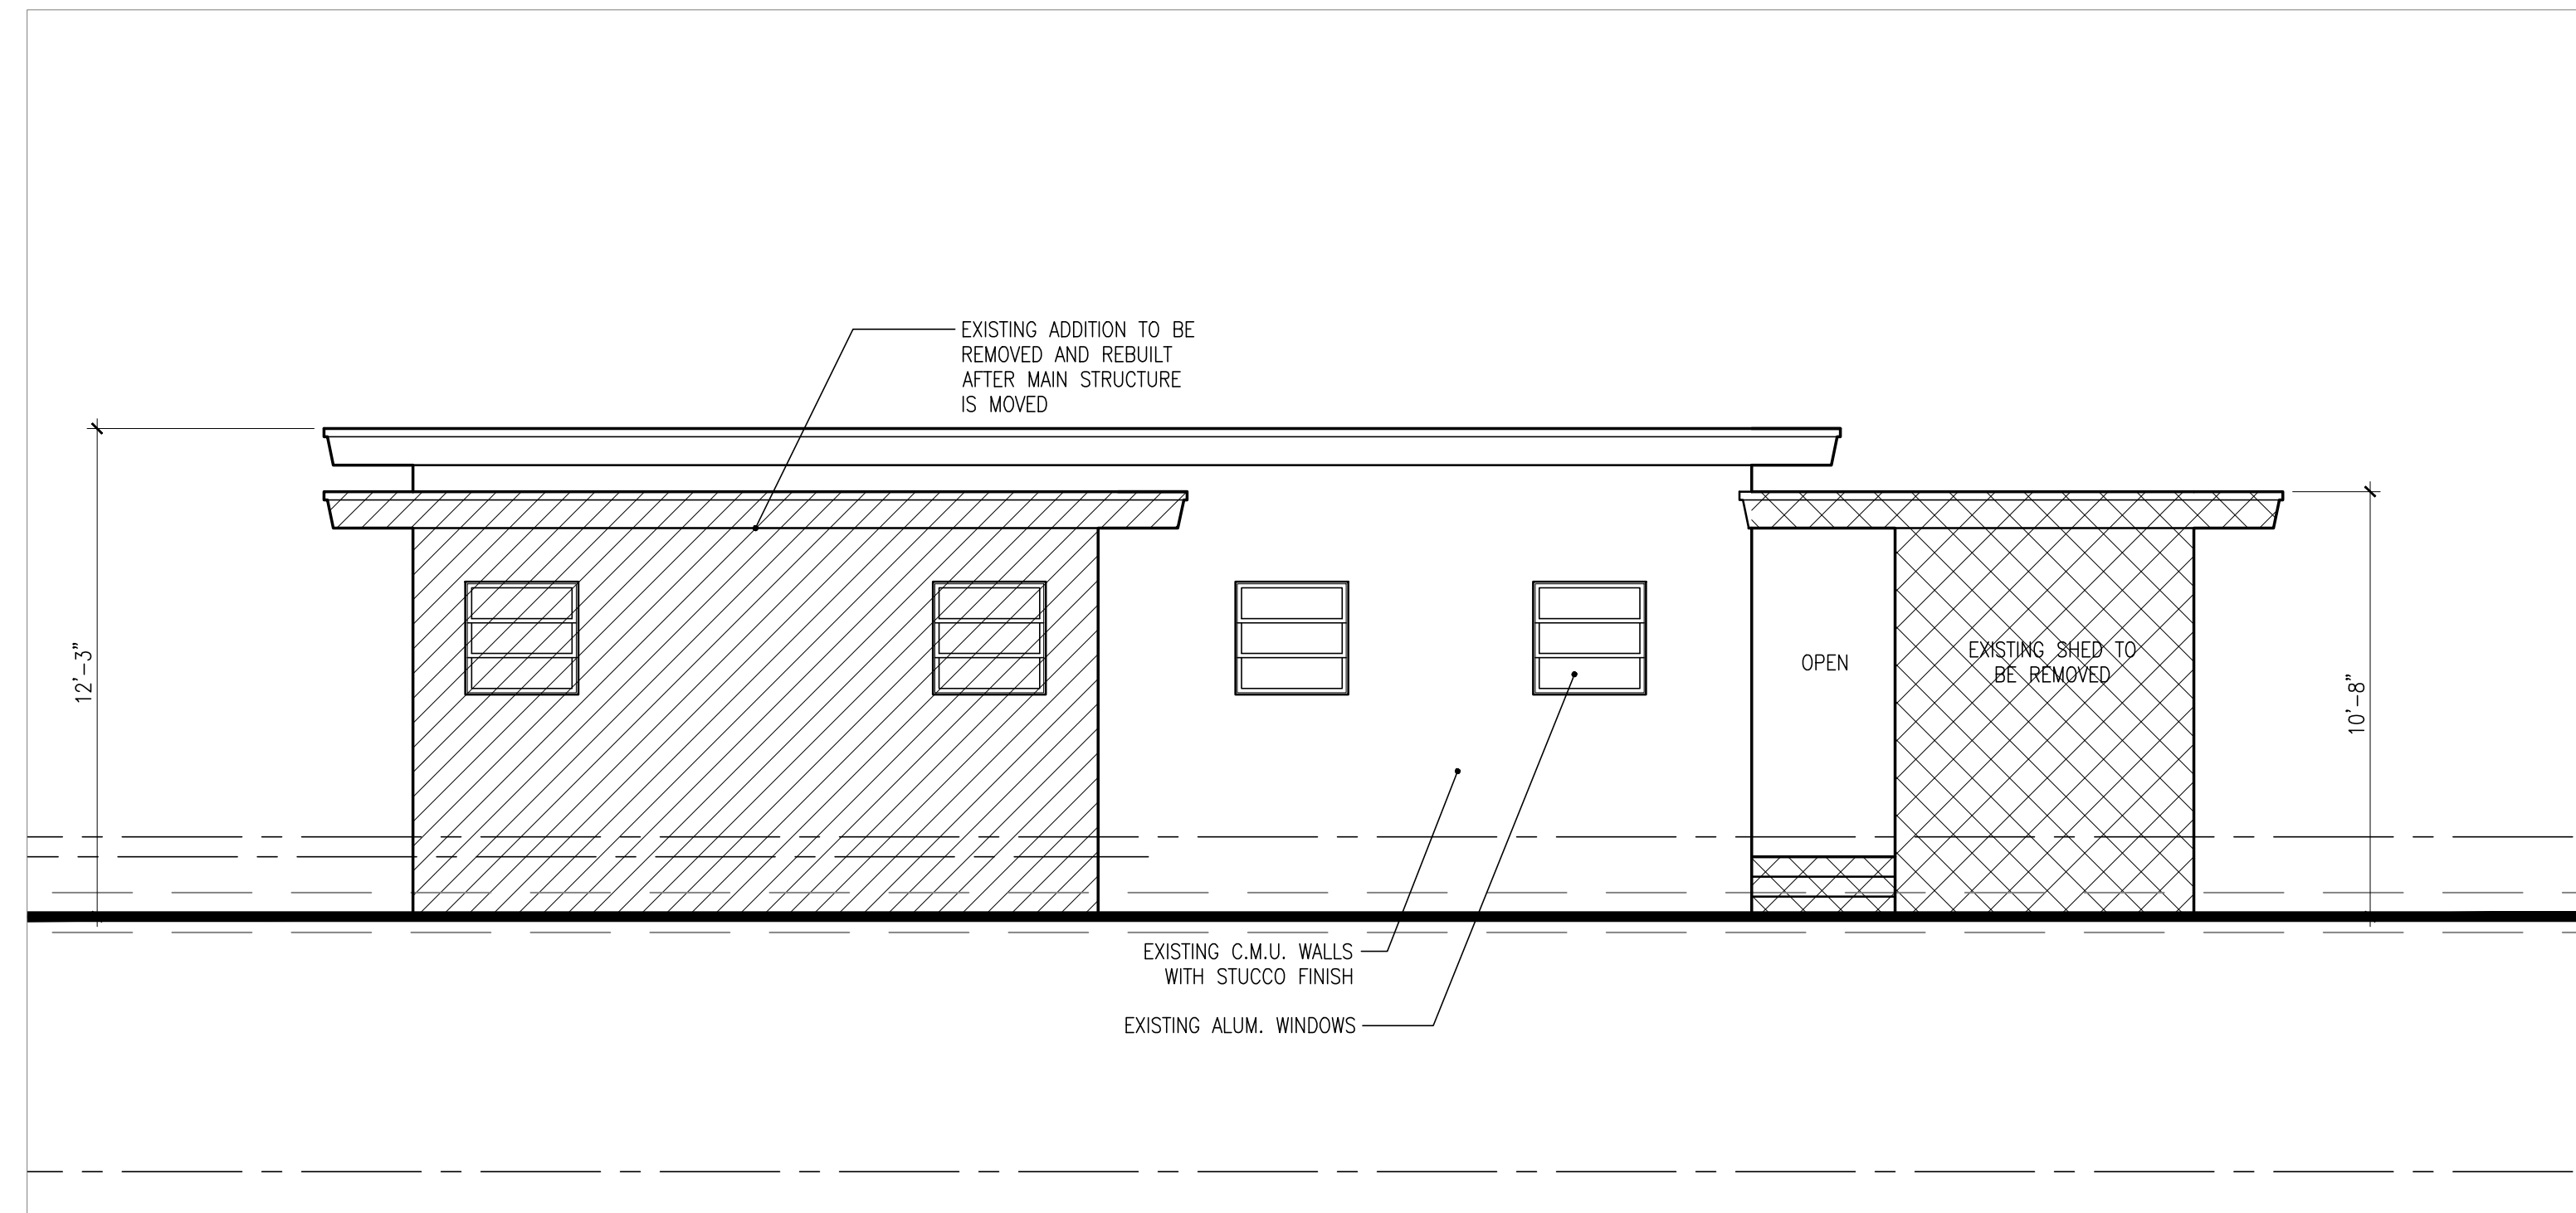 EXISTING ADDITION TO BE
REMOVED AND REBUILT
AFTER MAIN STRUCTURE
IS MOVED
12'-3"
OPEN
EXISTING SHED TO
BE REMOVED
10'-8"
EXISTING C.M.U. WALLS
WITH STUCCO FINISH
EXISTING ALUM. WINDOWS